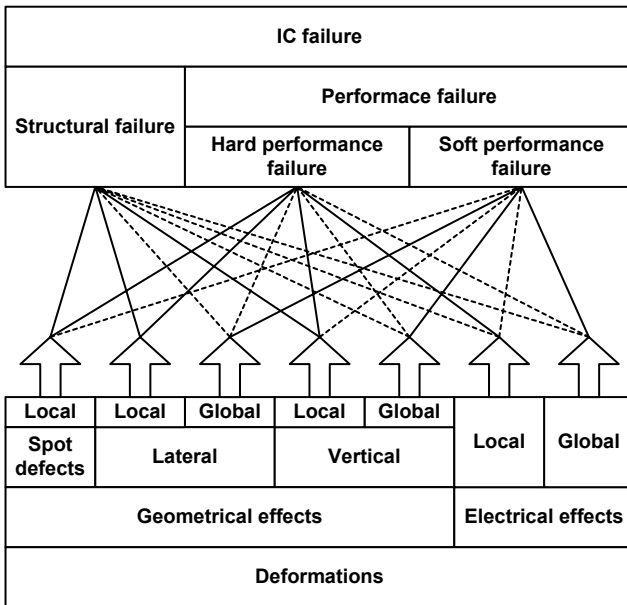 IC failure
Structural failure
Performace failure
Hard performance
failure
Soft performance
failure
Local
Local
Global
Local
Global
Spot
defects
Lateral
Vertical
Local
Global
Geometrical effects
Electrical effects
Deformations